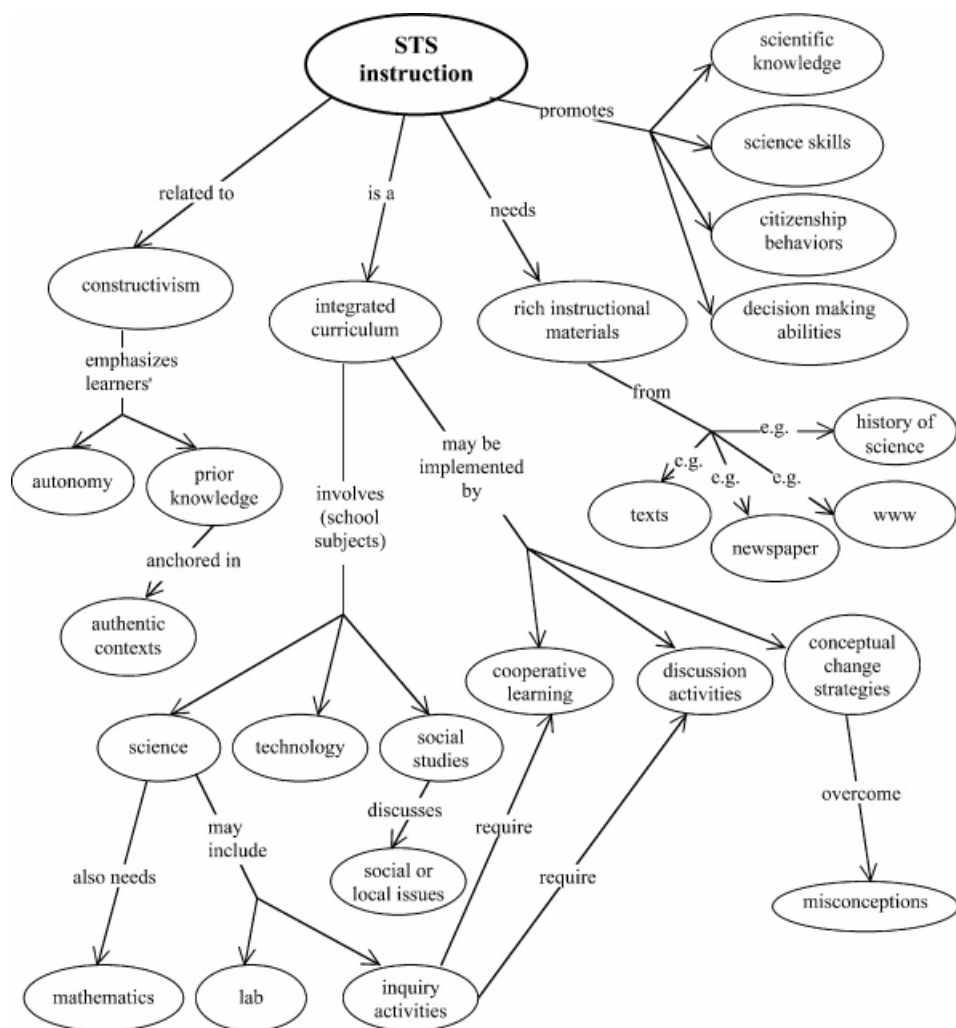 STS
instruction
scientific
knowledge
promotes
science skills
related to
is a
needs
citizenship
behaviors
constructivism
integrated
curriculum
rich instructional
materials
decision making
abilities
emphasizes
learners'
from
e.g.
history of
science
may be
implemented
by
autonomy
prior
knowledge
e.g.
e.g.
e.g.
involves
(school
subjects)
texts
www
newspaper
anchored in
authentic
contexts
cooperative
learning
discussion
activities
conceptual
change
strategies
science
technology
social
studies
discusses
overcome
may
include
require
social or
local issues
also needs
require
misconceptions
mathematics
lab
inquiry
activities